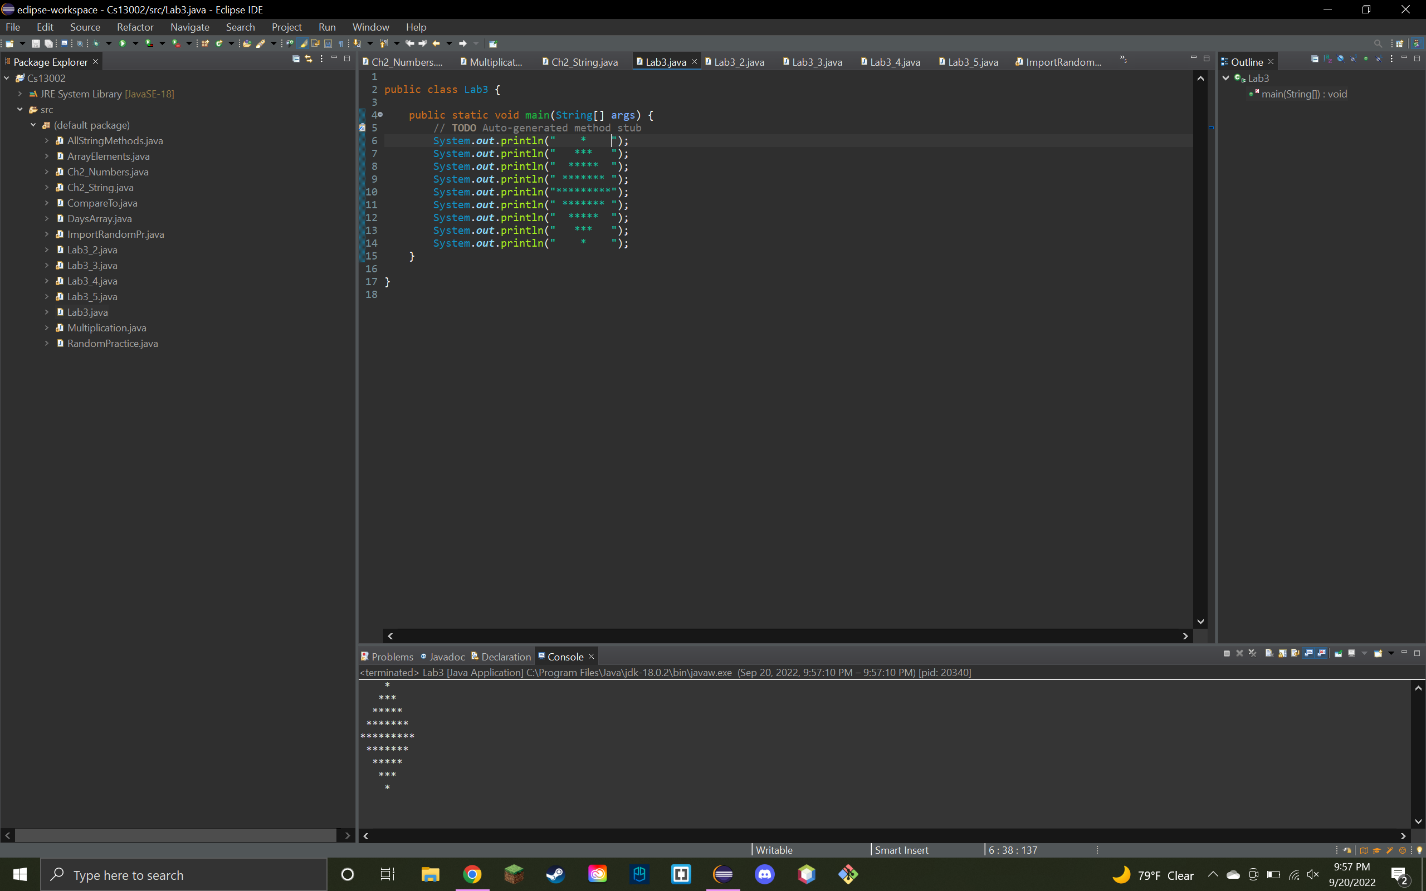 eclipse-workspace - Cs13002/src/Lab3.java - Eclipse IDE
File Edit Source Refactor Navigate Search Project Run Window Help
Package Explorer
Cs13002
JRE System Library [JavaSE-18]
src
(default package)
AllStringMethods.java
ArrayElements.java
Ch2_Numbers.java
Ch2_String.java
CompareTo.java
DaysArray.java
ImportRandomPr.java
Lab3_2.java
Lab3_3.java
Lab3_4.java
Lab3_5.java
Lab3.java
Multiplication.java
RandomPractice.java
Ch2_Numbers.... Multiplicat... Ch2_String.java Lab3.java Lab3_2.java Lab3_3.java Lab3_4.java Lab3_5.java ImportRandom...
1
2 public class Lab3 {
3
4     public static void main(String[] args) {
5         // TODO Auto-generated method stub
6         System.out.println("    *    ");
7         System.out.println("   ***   ");
8         System.out.println("  *****  ");
9         System.out.println(" ******* ");
10         System.out.println("*********");
11         System.out.println(" ******* ");
12         System.out.println("  *****  ");
13         System.out.println("   ***   ");
14         System.out.println("    *    ");
15     }
16
17 }
18
Outline
Lab3
main(String[]) : void
Problems Javadoc Declaration Console
<terminated> Lab3 [Java Application] C:\Program Files\Java\jdk-18.0.2\bin\javaw.exe (Sep 20, 2022, 9:57:10 PM – 9:57:10 PM) [pid: 20340]
    *
   ***
  *****
 *******
*********
 *******
  *****
   ***
    *
Writable Smart Insert 6 : 38 : 137
Type here to search
79°F Clear
9:57 PM
9/20/2022
2